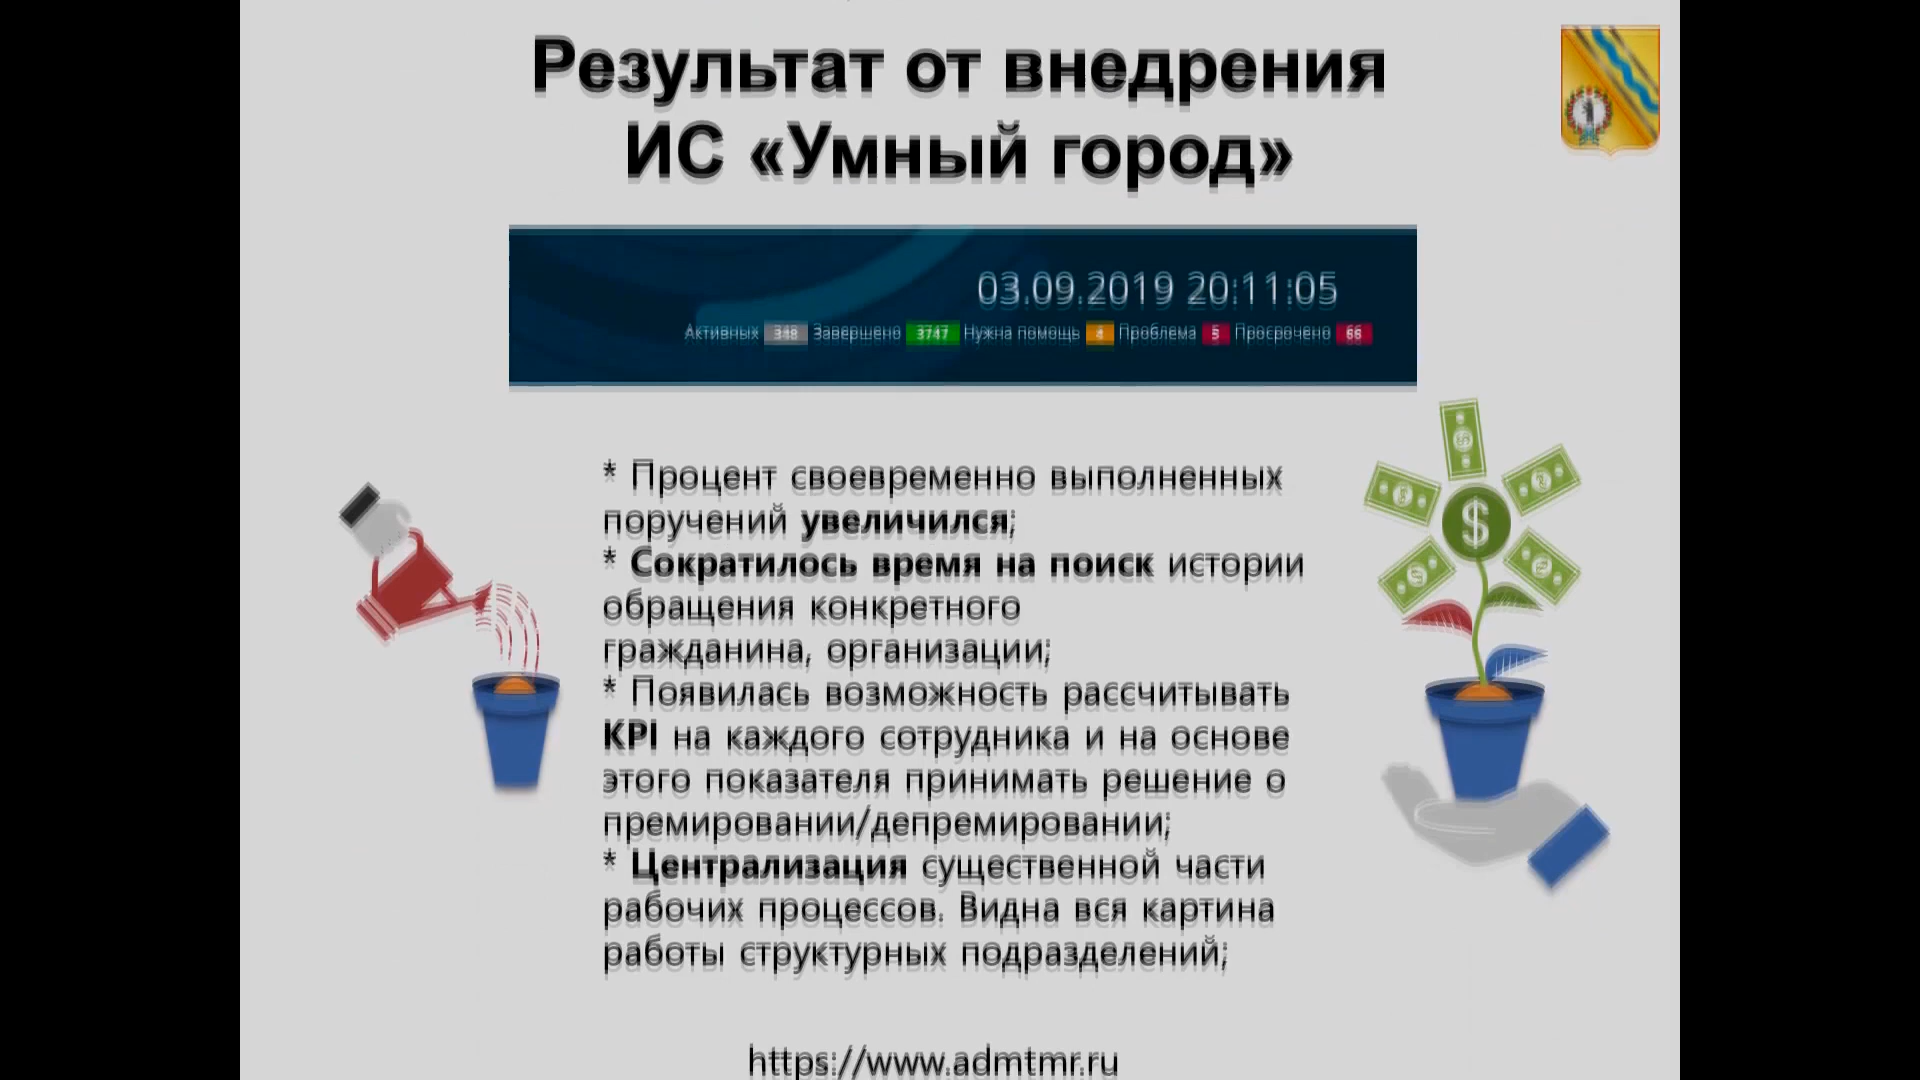 Результат от внедрения
ИС «Умный город»
03.09.2019 20:11:05
Активных 348 Завершено 3747 Нужна помощь 4 Проблема 5 Просрочено 66
* Процент своевременно выполненных
поручений увеличился;
* Сократилось время на поиск истории
обращения конкретного
гражданина, организации;
* Появилась возможность рассчитывать
KPI на каждого сотрудника и на основе
этого показателя принимать решение о
премировании/депремировании;
* Централизация существенной части
рабочих процессов. Видна вся картина
работы структурных подразделений;
https://www.admtmr.ru